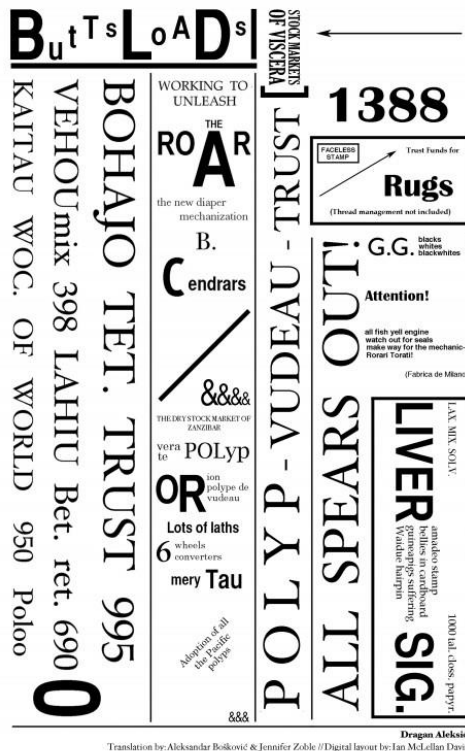 ButTsLoADs!
KAITAU WOC. OF WORLD 950 Poloo
VEHOUmix 398 LAHIU Bet. ret. 690
BOHAJO TET. TRUST 995
O
WORKING TO
UNLEASH
THE
ROAR
the new diaper
mechanization
B.
Cendrars
&&&&
THE DRY STOCK MARKET OF
ZANZIBAR
vera
te POLyp
OR ion
polype de
vudeau
Lots of laths
6 wheels
converters
mery Tau
Adoption of all
the Pacific
polyps
&&&
STOCK MARKETS
OF VISCERA
[
POLYP - VUDEAU - TRUST
1388
FACELESS
STAMP
Trust Funds for
Rugs
(Thread management not included)
ALL SPEARS OUT!
G.G. blacks
whites
blackwhites
Attention!
all fish yell engine
watch out for seals
make way for the mechanic-
Rorari Torati!
(Fabrica de Milano
LAX. MIX. SOLV.
LIVER SIG.
amadeo stamp
bellies in cardboard
guineapigs suffering
Waidue hairpin
1000 tal. closs. papyr.
Dragan Aleksic
Translation by: Aleksandar Bošković & Jennifer Zoble // Digital layout by: Ian McLellan Davis